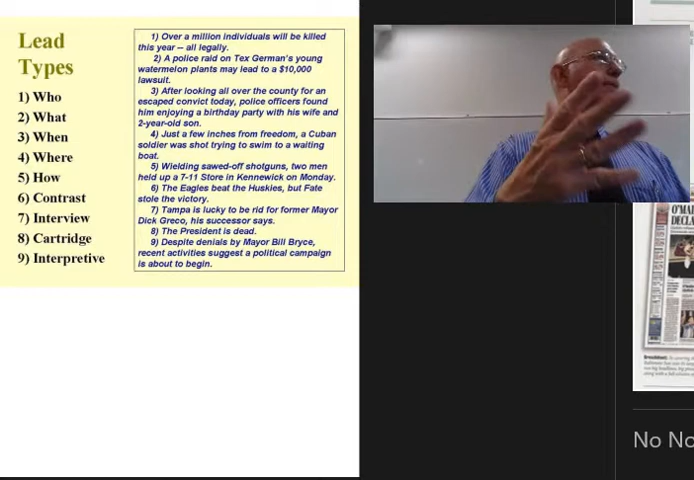 Lead
Types
1) Who
2) What
3) When
4) Where
5) How
6) Contrast
7) Interview
8) Cartridge
9) Interpretive
1) Over a million individuals will be killed
this year -- all legally.
2) A police raid on Tex German's young
watermelon plants may lead to a $10,000
lawsuit.
3) After looking all over the county for an
escaped convict today, police officers found
him enjoying a birthday party with his wife and
2-year-old son.
4) Just a few inches from freedom, a Cuban
soldier was shot trying to swim to a waiting
boat.
5) Wielding sawed-off shotguns, two men
held up a 7-11 Store in Kennewick on Monday.
6) The Eagles beat the Huskies, but Fate
stole the victory.
7) Tampa is lucky to be rid for former Mayor
Dick Greco, his successor says.
8) The President is dead.
9) Despite denials by Mayor Bill Bryce,
recent activities suggest a political campaign
is about to begin.
O'MA
DECLA
No No